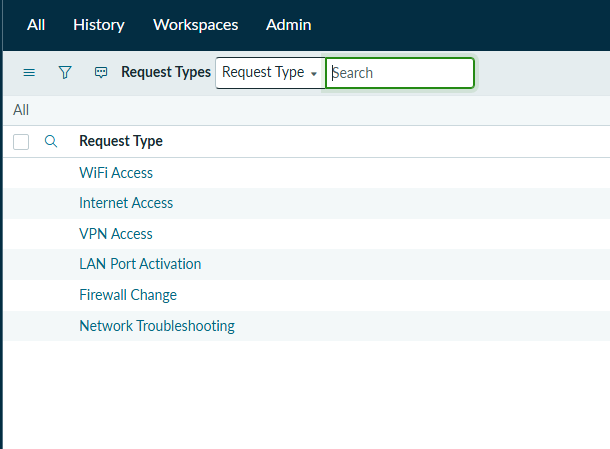 All History Workspaces Admin
Request Types Request Type Search
All
Request Type
WiFi Access
Internet Access
VPN Access
LAN Port Activation
Firewall Change
Network Troubleshooting